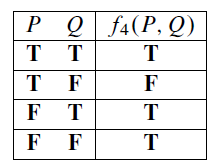 P Q f₄(P, Q)
T T T
T F F
F T T
F F T